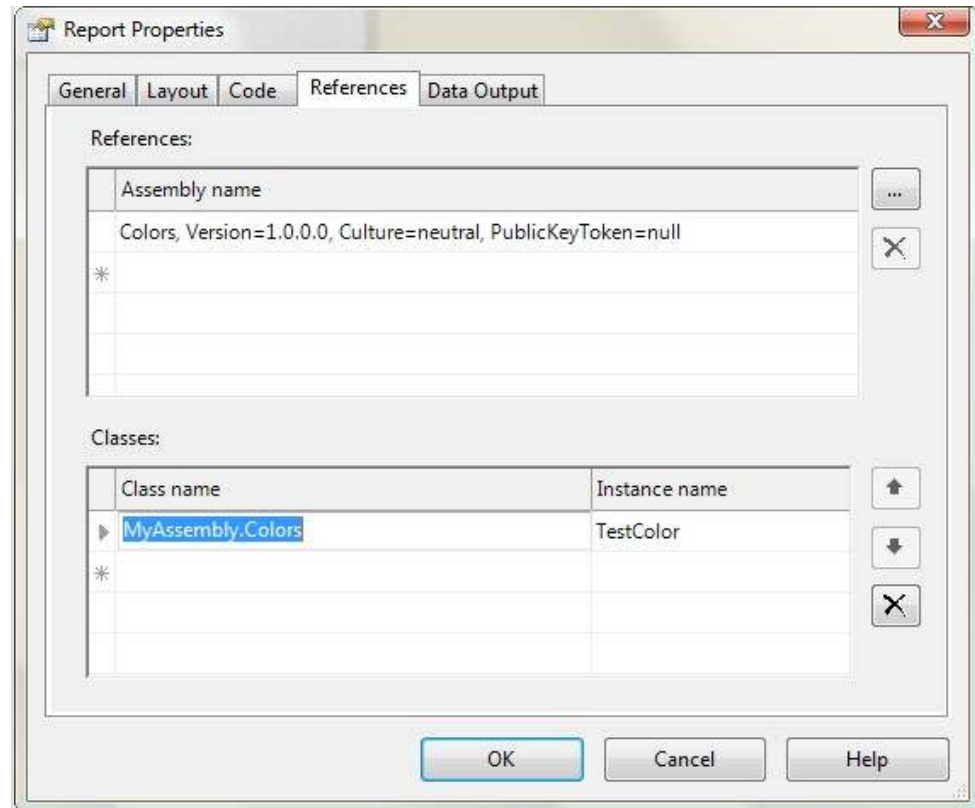 Report Properties
General Layout Code References Data Output
References:
Assembly name
...
Colors, Version=1.0.0.0, Culture=neutral, PublicKeyToken=null
Classes:
Class name Instance name
MyAssembly.Colors TestColor
OK Cancel Help